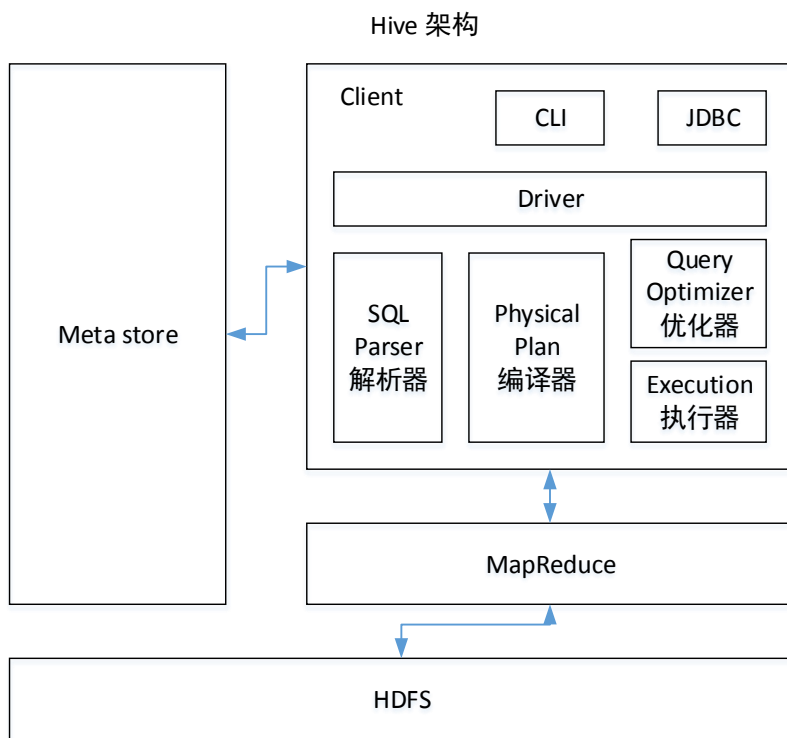 Hive 架构
Client
CLI
JDBC
Driver
Meta store
SQL
Parser
解析器
Physical
Plan
编译器
Query
Optimizer
优化器
Execution
执行器
MapReduce
HDFS